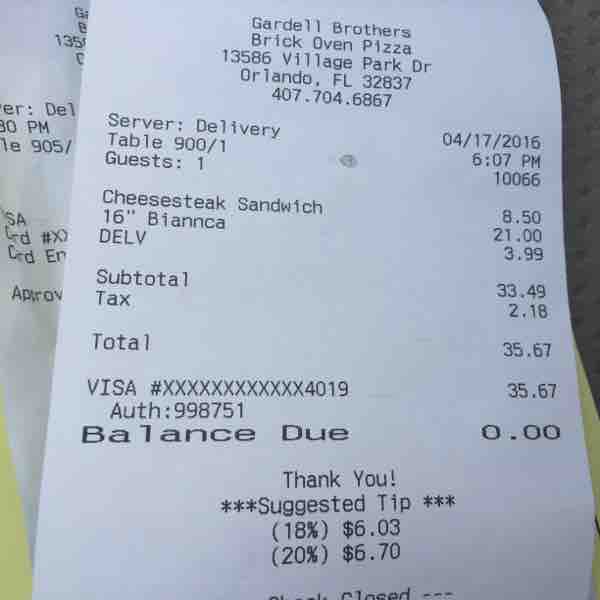 Gardell Brothers
Brick Oven Pizza
13586 Village Park Dr
Orlando, FL 32837
407.704.6867
Server: Delivery 04/17/2016
Table 900/1 6:07 PM
Guests: 1 10066
Cheesesteak Sandwich 8.50
16" Biannca 21.00
DELV 3.99
Subtotal 33.49
Tax 2.18
Total 35.67
VISA #XXXXXXXXXXXX4019 35.67
Auth:998751
Balance Due 0.00
Thank You!
***Suggested Tip ***
(18%) $6.03
(20%) $6.70
Check Closed ---